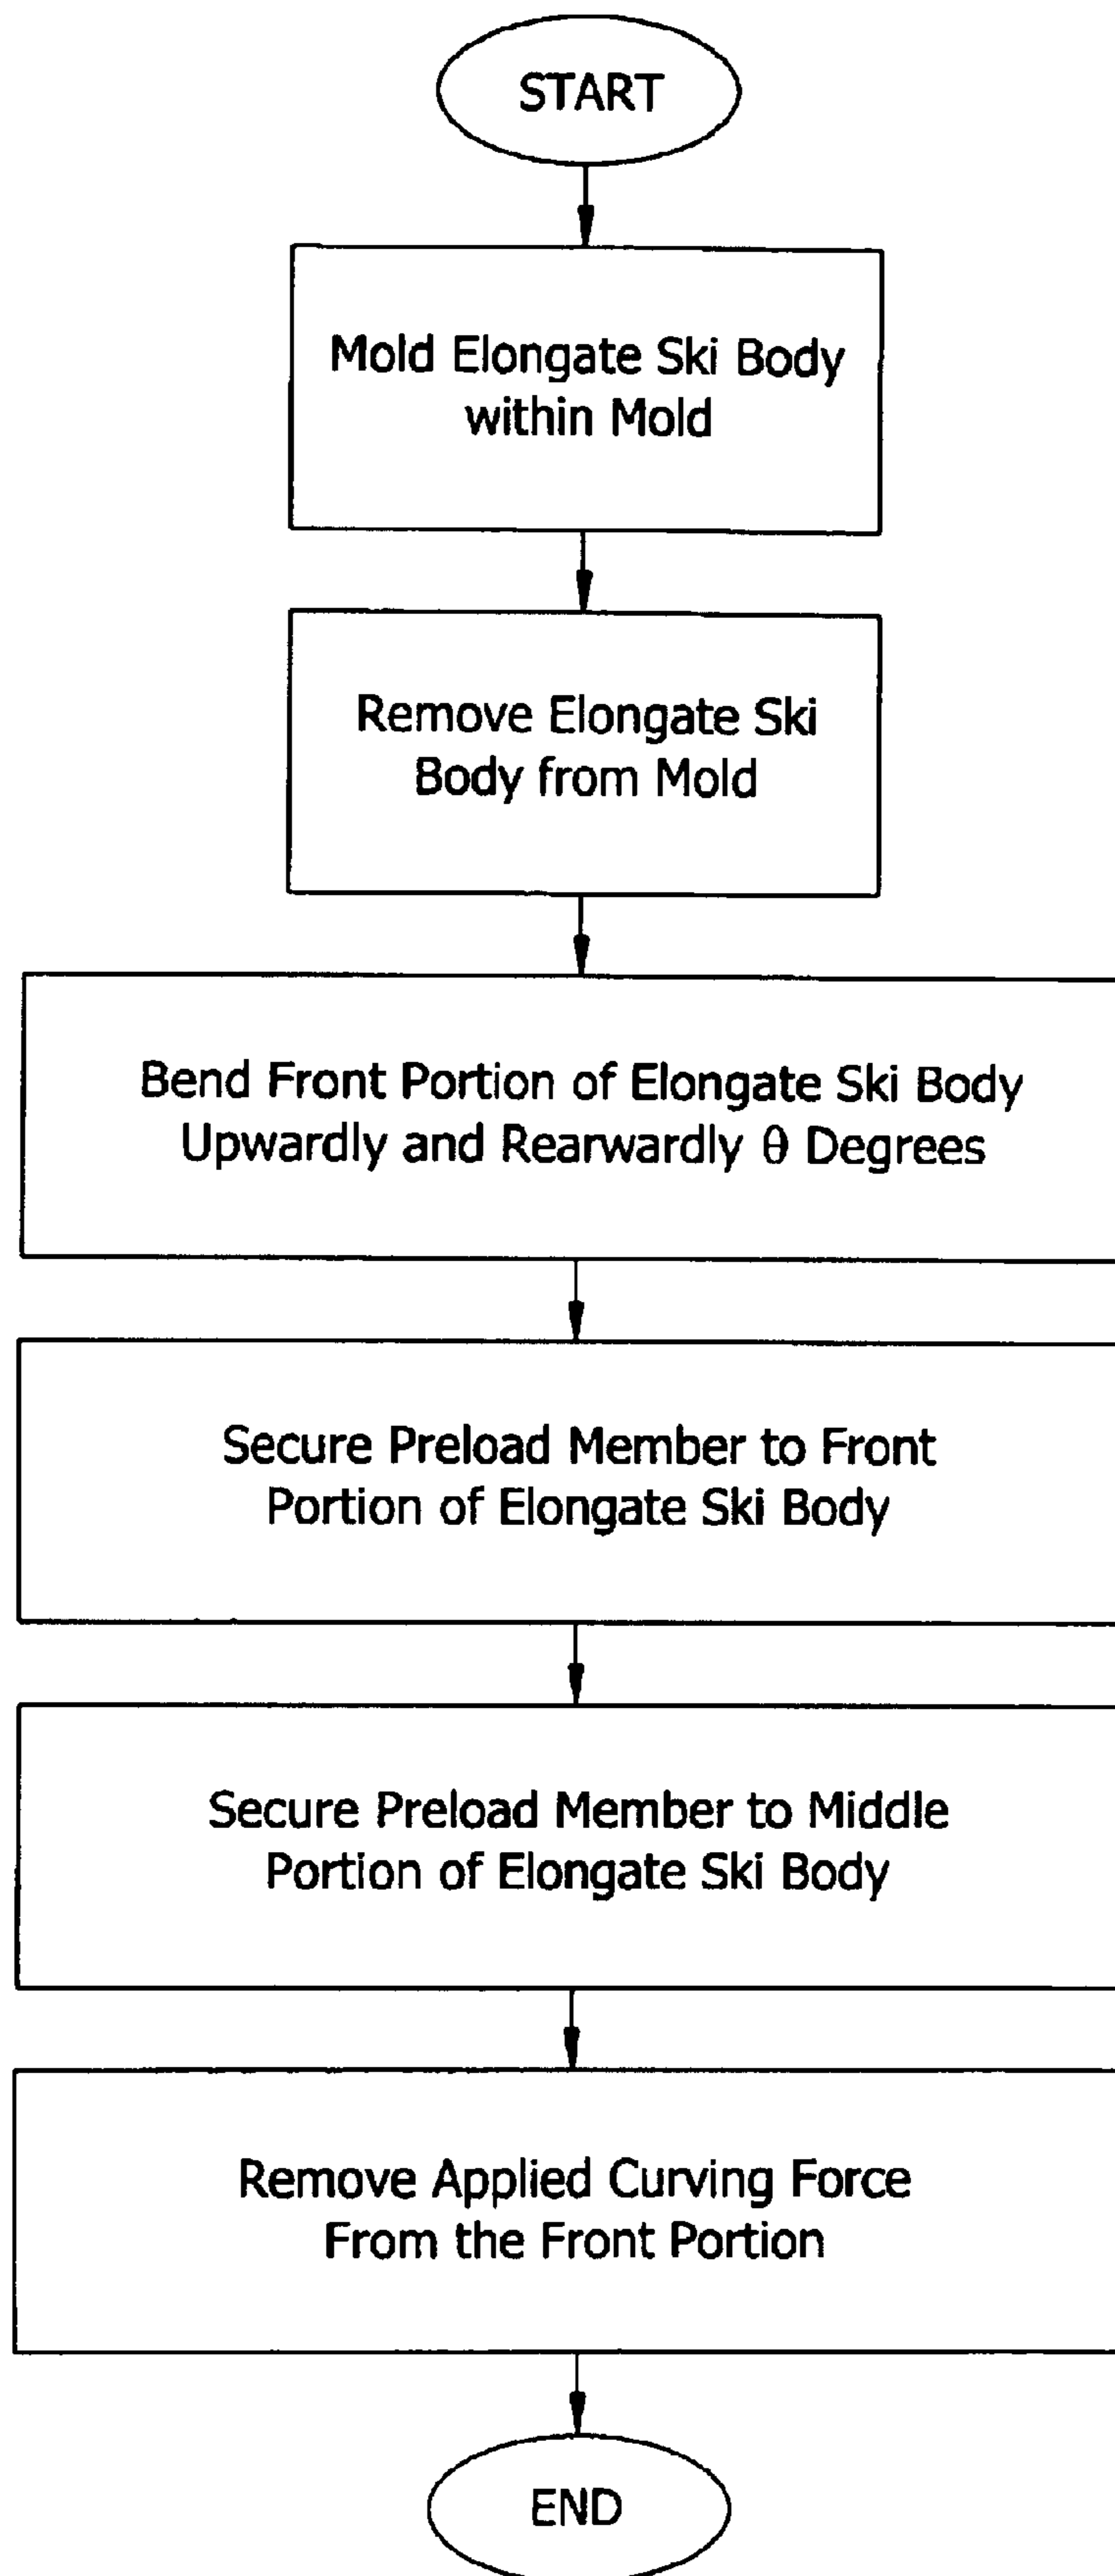 START
Mold Elongate Ski Body
within Mold
Remove Elongate Ski
Body from Mold
Bend Front Portion of Elongate Ski Body
Upwardly and Rearwardly θ Degrees
Secure Preload Member to Front
Portion of Elongate Ski Body
Secure Preload Member to Middle
Portion of Elongate Ski Body
Remove Applied Curving Force
From the Front Portion
END